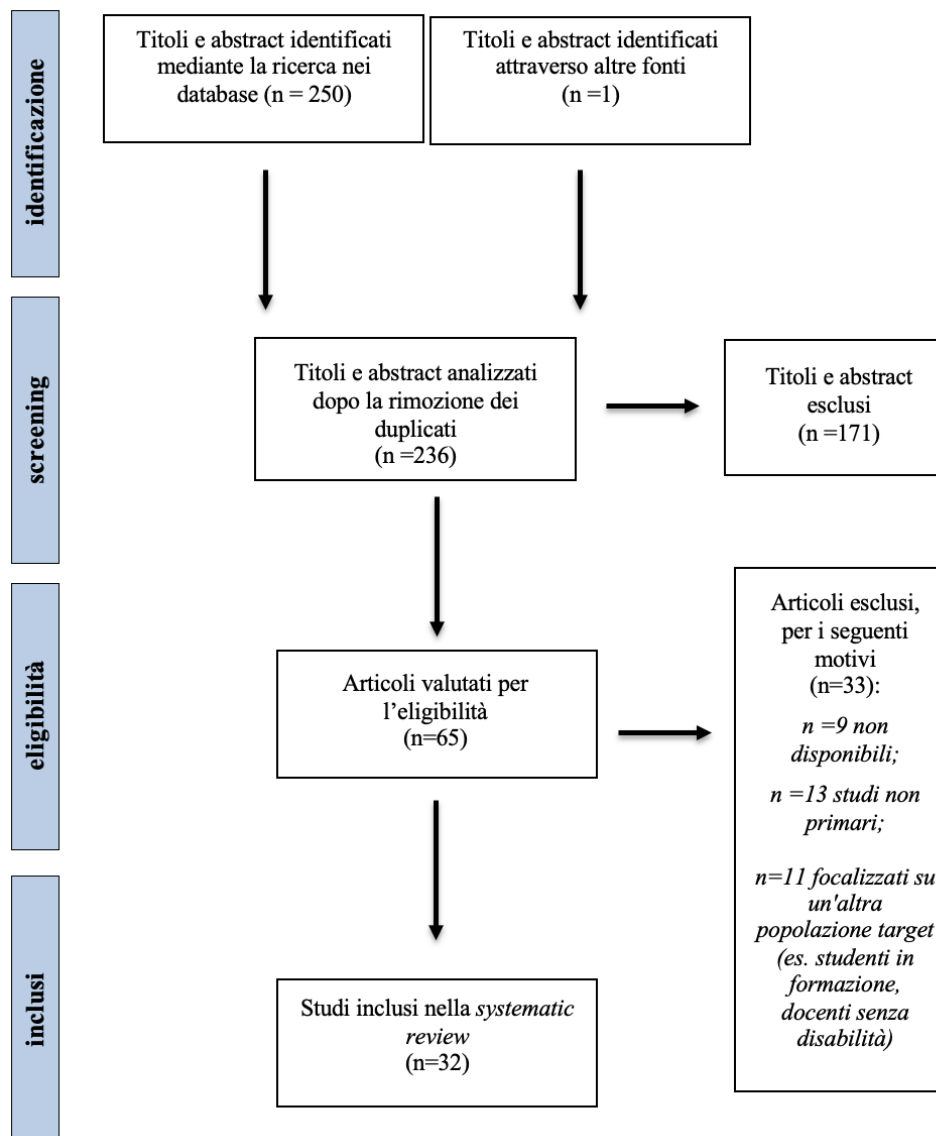 identificazione
Titoli e abstract identificati
mediante la ricerca nei
database (n = 250)
Titoli e abstract identificati
attraverso altre fonti
(n =1)
screening
Titoli e abstract analizzati
dopo la rimozione dei
duplicati
(n =236)
Titoli e abstract
esclusi
(n =171)
eligibilità
Articoli valutati per
l’eligibilità
(n=65)
Articoli esclusi,
per i seguenti
motivi
(n=33):
n =9 non
disponibili;
n =13 studi non
primari;
n=11 focalizzati su
un'altra
popolazione target
(es. studenti in
formazione,
docenti senza
disabilità)
inclusi
Studi inclusi nella systematic
review
(n=32)